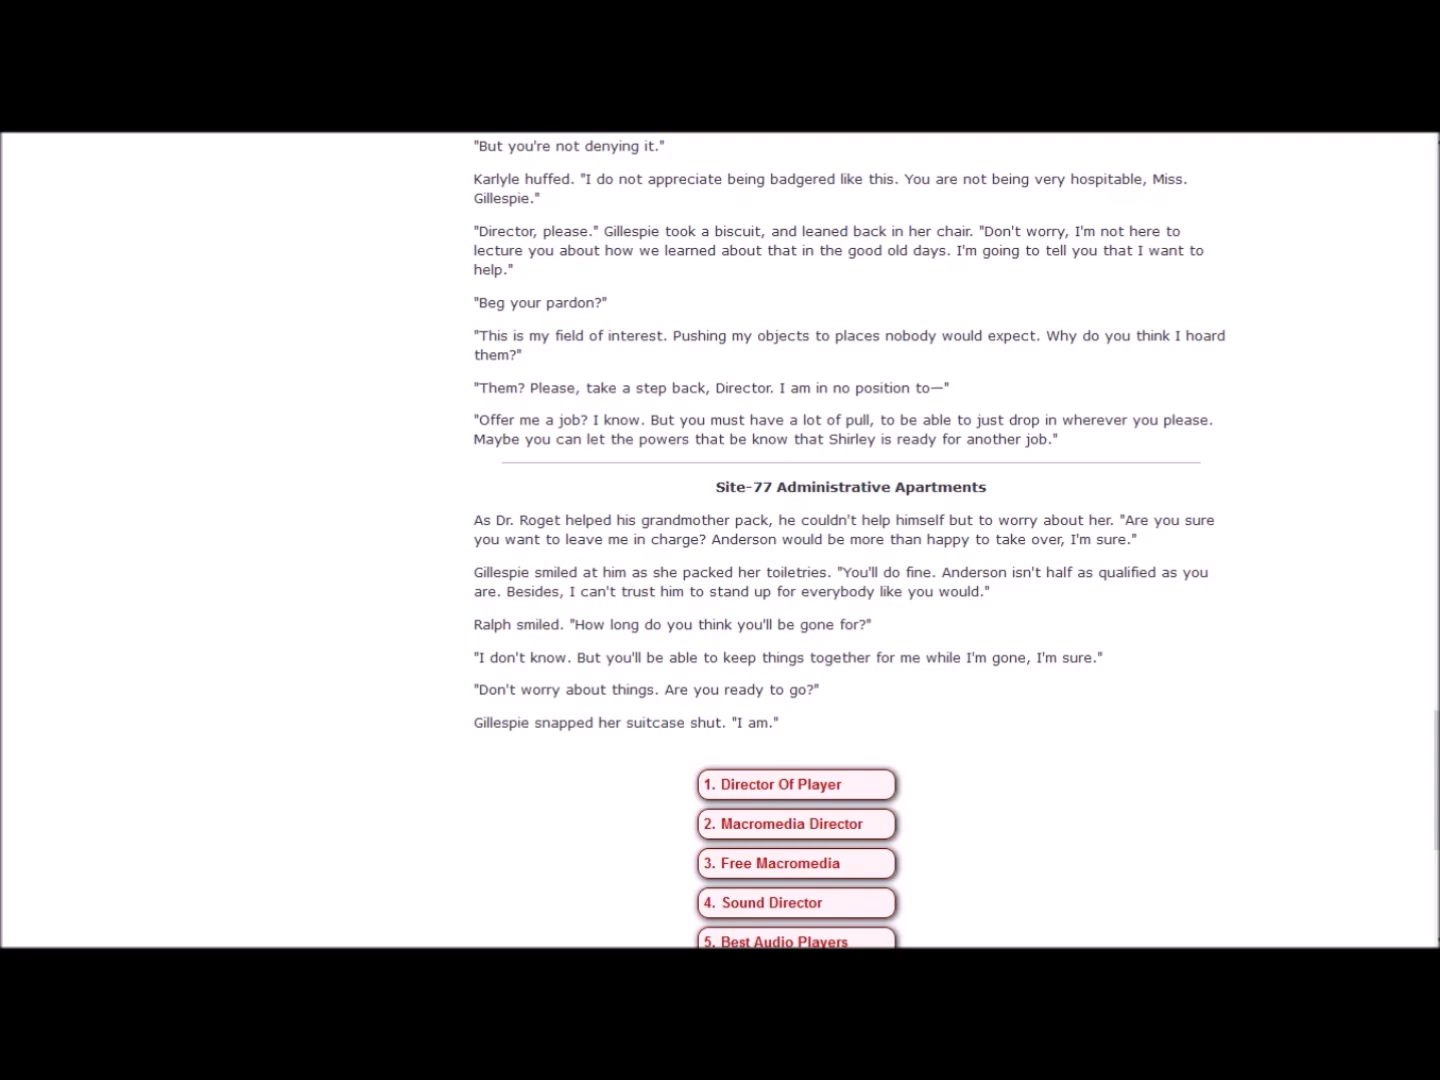 "But you're not denying it."
Karlyle huffed. "I do not appreciate being badgered like this. You are not being very hospitable, Miss.
Gillespie."
"Director, please." Gillespie took a biscuit, and leaned back in her chair. "Don't worry, I'm not here to
lecture you about how we learned about that in the good old days. I'm going to tell you that I want to
help."
"Beg your pardon?"
"This is my field of interest. Pushing my objects to places nobody would expect. Why do you think I hoard
them?"
"Them? Please, take a step back, Director. I am in no position to—"
"Offer me a job? I know. But you must have a lot of pull, to be able to just drop in wherever you please.
Maybe you can let the powers that be know that Shirley is ready for another job."
Site-77 Administrative Apartments
As Dr. Roget helped his grandmother pack, he couldn't help himself but to worry about her. "Are you sure
you want to leave me in charge? Anderson would be more than happy to take over, I'm sure."
Gillespie smiled at him as she packed her toiletries. "You'll do fine. Anderson isn't half as qualified as you
are. Besides, I can't trust him to stand up for everybody like you would."
Ralph smiled. "How long do you think you'll be gone for?"
"I don't know. But you'll be able to keep things together for me while I'm gone, I'm sure."
"Don't worry about things. Are you ready to go?"
Gillespie snapped her suitcase shut. "I am."
1. Director Of Player
2. Macromedia Director
3. Free Macromedia
4. Sound Director
5. Best Audio Players